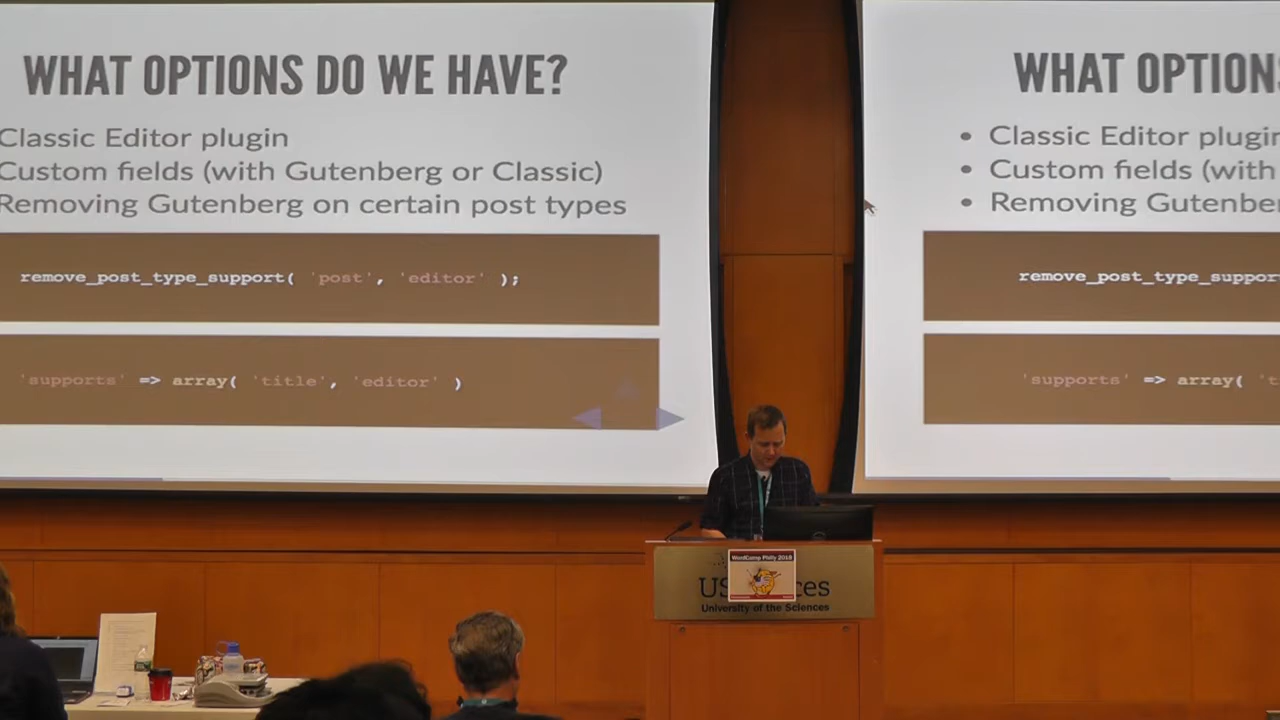 WHAT OPTIONS DO WE HAVE?
Classic Editor plugin
Custom fields (with Gutenberg or Classic)
Removing Gutenberg on certain post types
remove_post_type_support( 'post', 'editor' );
'supports' => array( 'title', 'editor' )
WHAT OPTIONS
• Classic Editor plugin
• Custom fields (with
• Removing Gutenber
remove_post_type_suppor
'supports' => array( 't
WordCamp Philly 2018
US ces
University of the Sciences